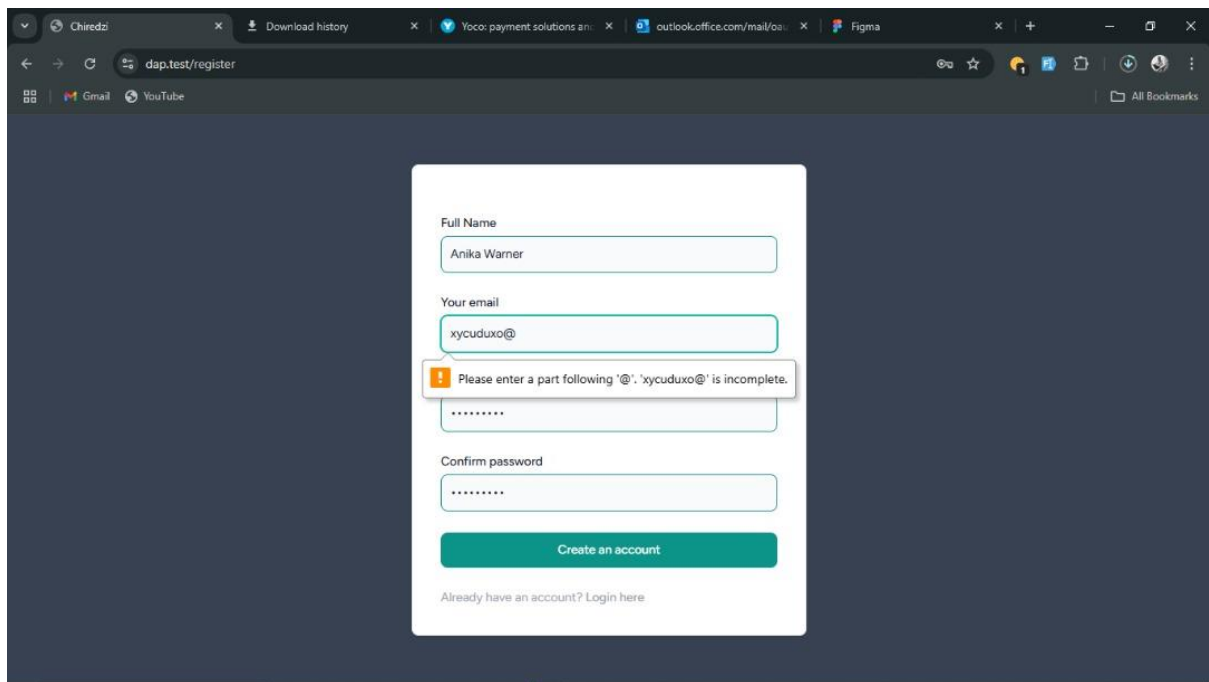 Chiredzi
Download history
Yoco: payment solutions an
outlook.office.com/mail/oau
Figma
dap.test/register
Gmail YouTube All Bookmarks
Full Name
Anika Warner
Your email
xycuduxo@
Please enter a part following '@'. 'xycuduxo@' is incomplete.
•••••••••
Confirm password
•••••••••
Create an account
Already have an account? Login here